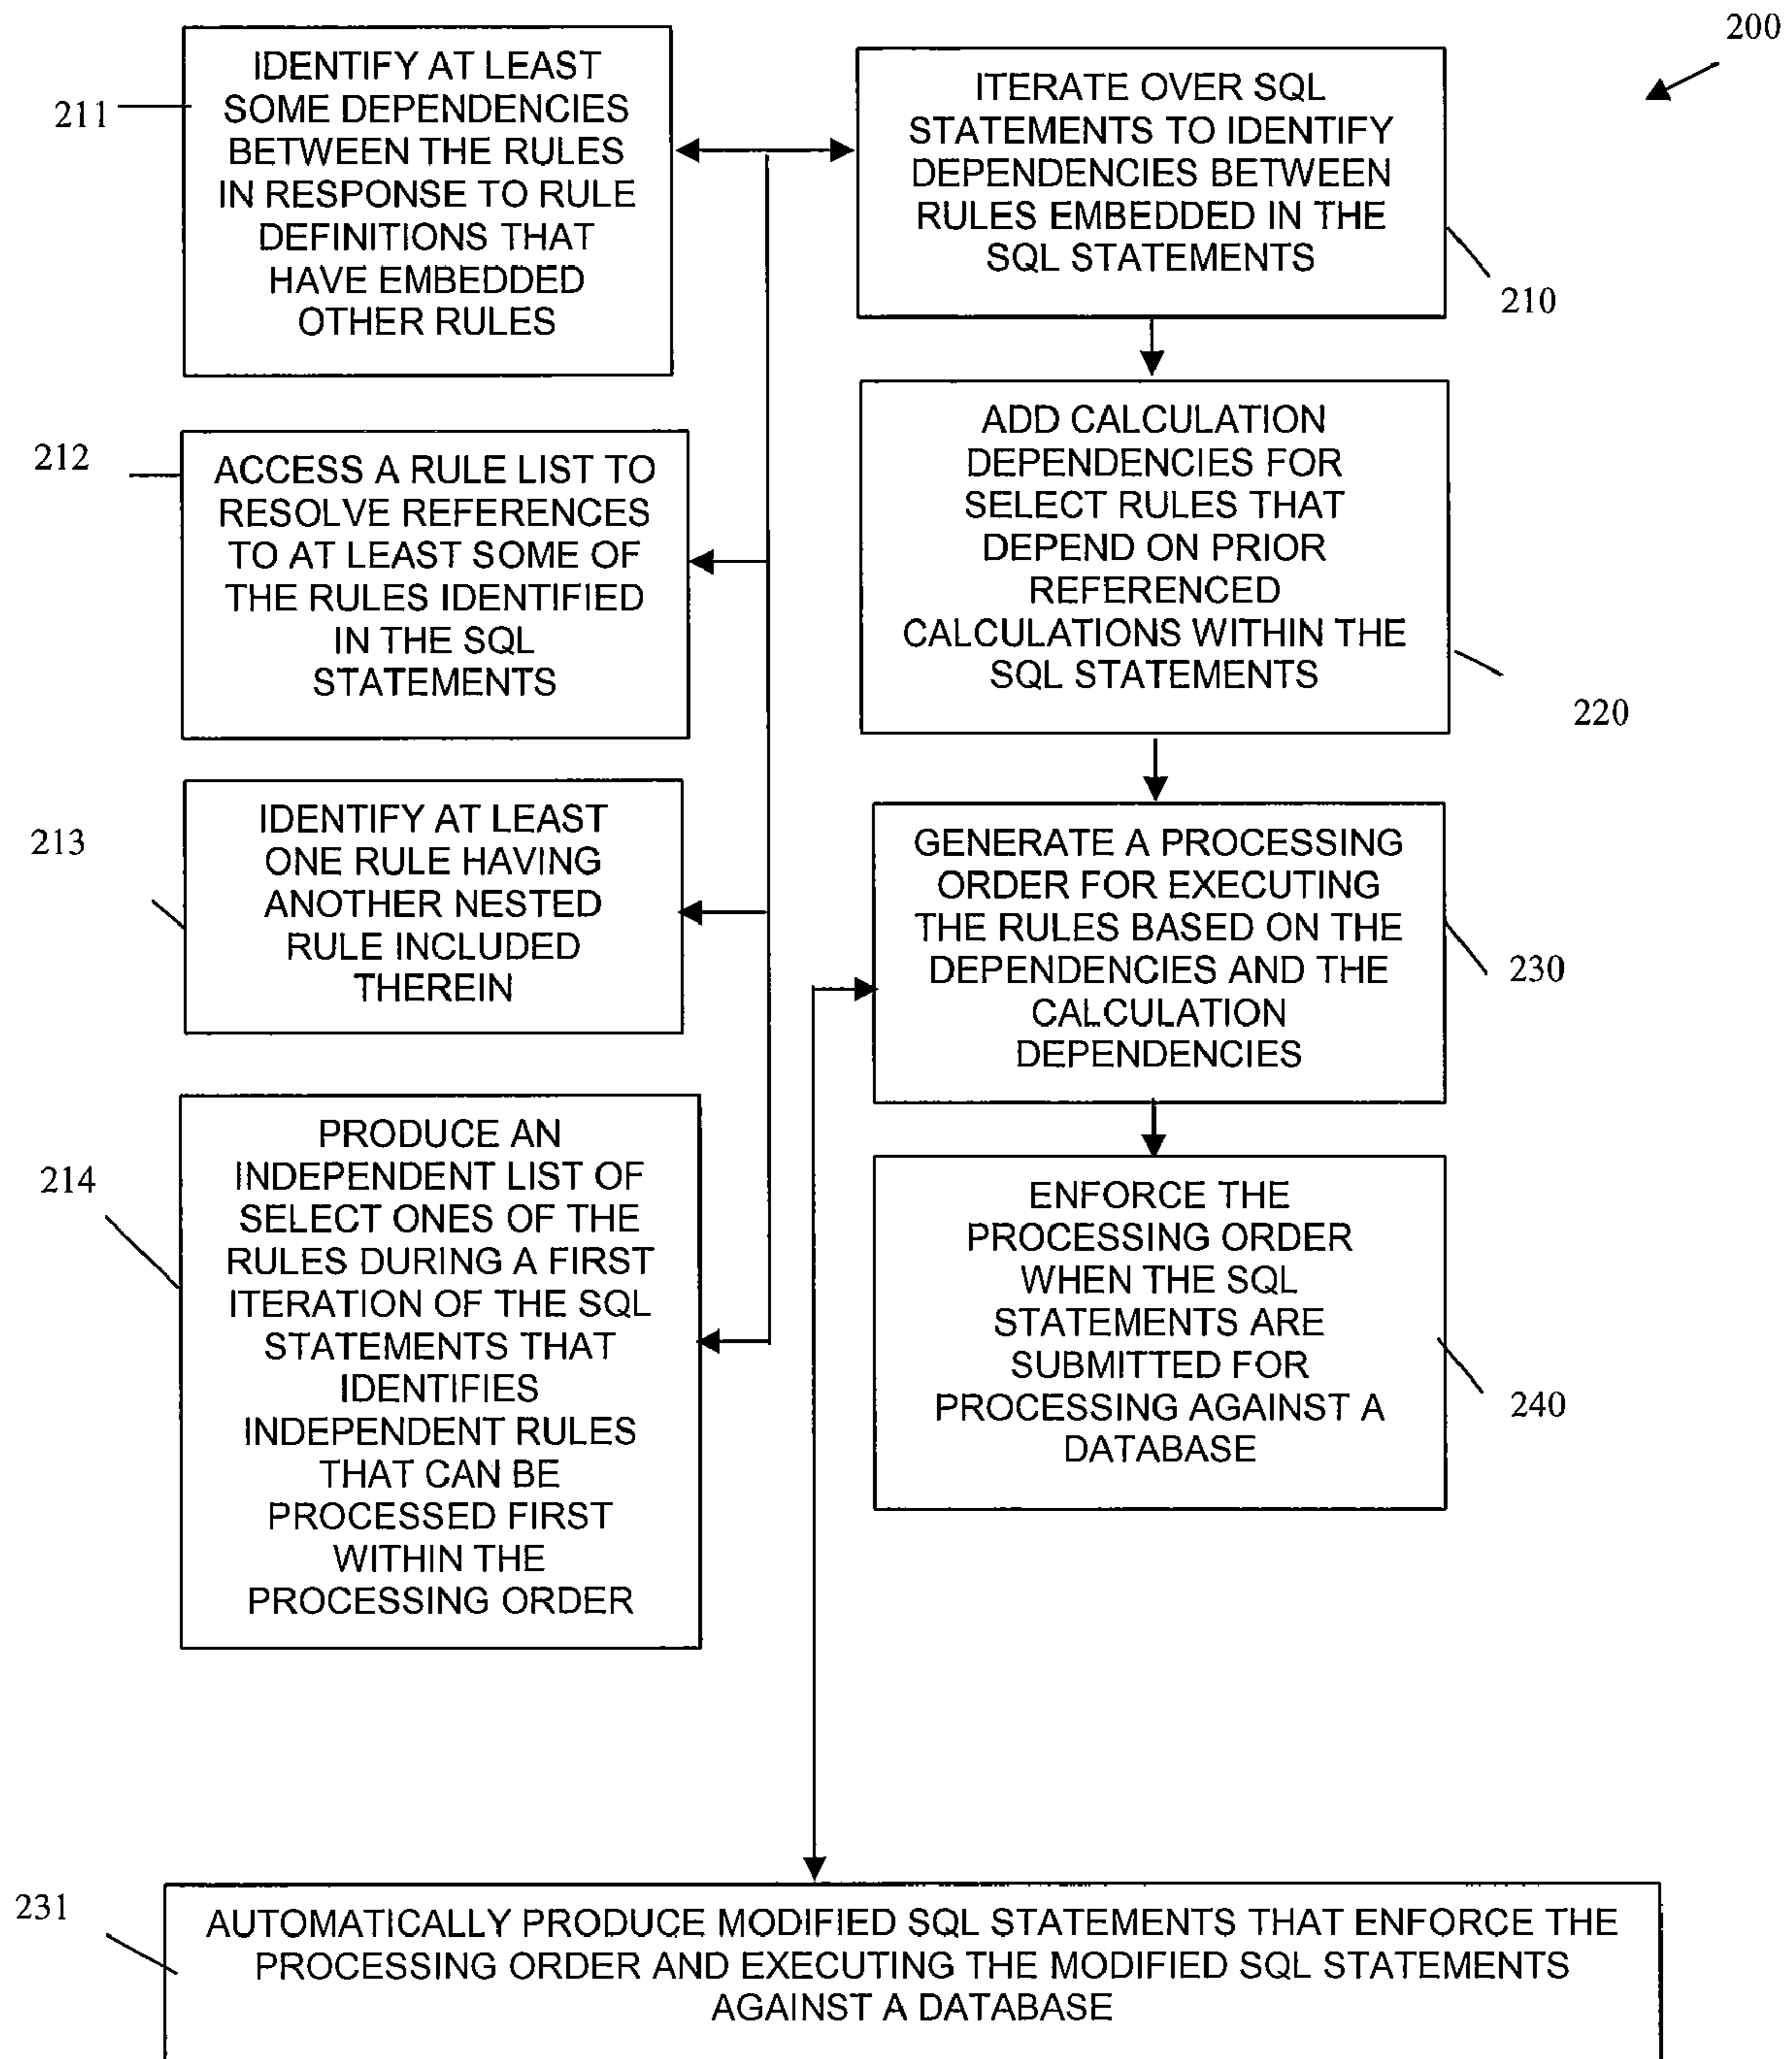 200
211
IDENTIFY AT LEAST
SOME DEPENDENCIES
BETWEEN THE RULES
IN RESPONSE TO RULE
DEFINITIONS THAT
HAVE EMBEDDED
OTHER RULES
ITERATE OVER SQL
STATEMENTS TO IDENTIFY
DEPENDENCIES BETWEEN
RULES EMBEDDED IN THE
SQL STATEMENTS
210
212
ACCESS A RULE LIST TO
RESOLVE REFERENCES
TO AT LEAST SOME OF
THE RULES IDENTIFIED
IN THE SQL
STATEMENTS
ADD CALCULATION
DEPENDENCIES FOR
SELECT RULES THAT
DEPEND ON PRIOR
REFERENCED
CALCULATIONS WITHIN THE
SQL STATEMENTS
220
213
IDENTIFY AT LEAST
ONE RULE HAVING
ANOTHER NESTED
RULE INCLUDED
THEREIN
GENERATE A PROCESSING
ORDER FOR EXECUTING
THE RULES BASED ON THE
DEPENDENCIES AND THE
CALCULATION
DEPENDENCIES
230
214
PRODUCE AN
INDEPENDENT LIST OF
SELECT ONES OF THE
RULES DURING A FIRST
ITERATION OF THE SQL
STATEMENTS THAT
IDENTIFIES
INDEPENDENT RULES
THAT CAN BE
PROCESSED FIRST
WITHIN THE
PROCESSING ORDER
ENFORCE THE
PROCESSING ORDER
WHEN THE SQL
STATEMENTS ARE
SUBMITTED FOR
PROCESSING AGAINST A
DATABASE
240
231
AUTOMATICALLY PRODUCE MODIFIED SQL STATEMENTS THAT ENFORCE THE
PROCESSING ORDER AND EXECUTING THE MODIFIED SQL STATEMENTS
AGAINST A DATABASE